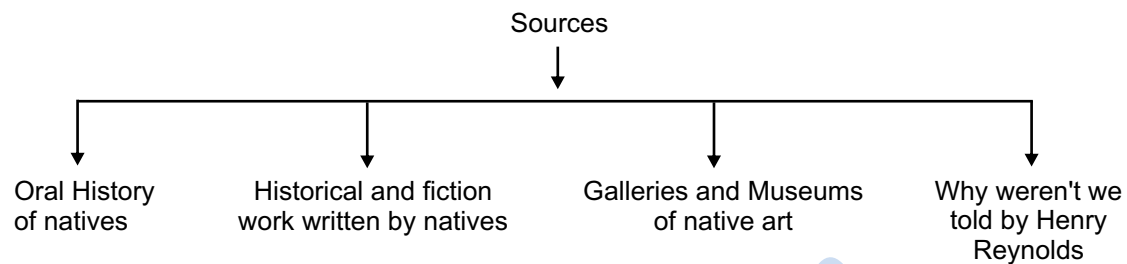 Sources
Oral History
of natives
Historical and fiction
work written by natives
Galleries and Museums
of native art
Why weren't we
told by Henry
Reynolds